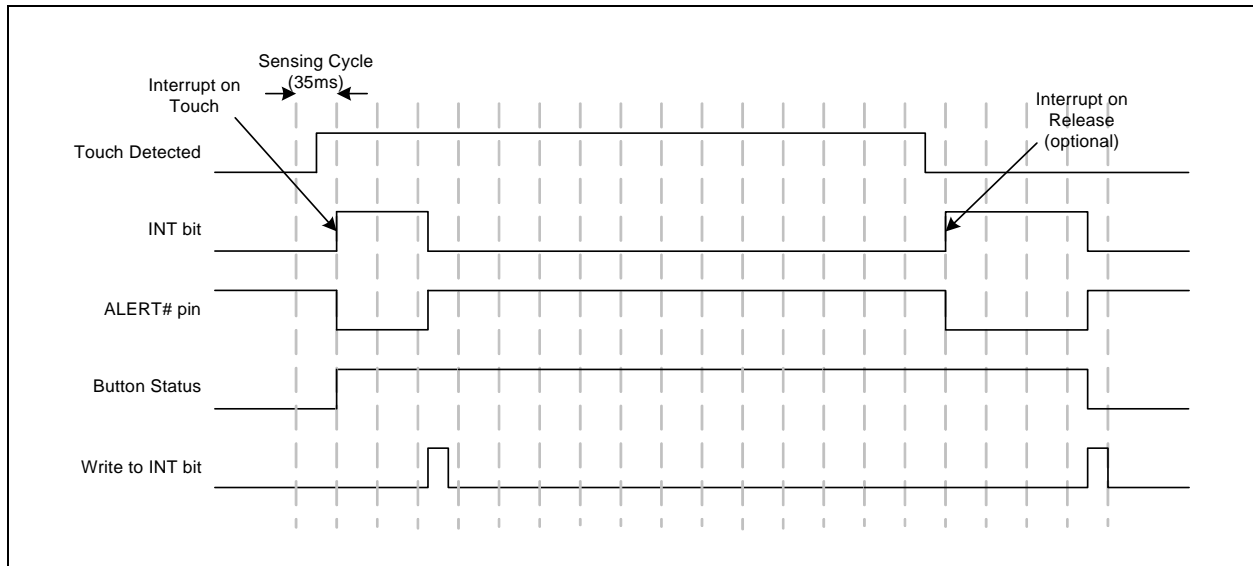 Sensing Cycle
(35ms)
Interrupt on
Touch
Interrupt on
Release
(optional)
Touch Detected
INT bit
ALERT# pin
Button Status
Write to INT bit